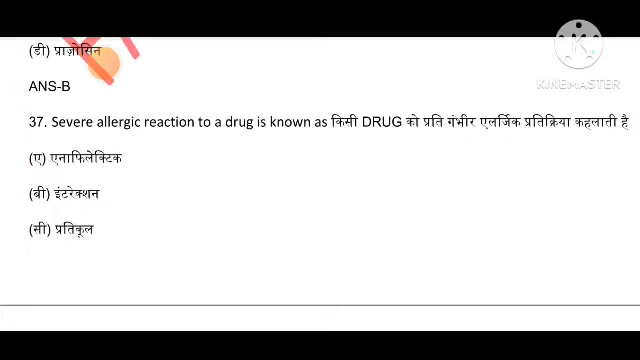 (डी) प्राज़ोसिन
ANS-B
37. Severe allergic reaction to a drug is known as किसी DRUG को प्रति गंभीर एलर्जिक प्रतिक्रिया कहलाती है
(ए) एनाफिलेक्टिक
(बी) इंटरेक्शन
(सी) प्रतिकूल
K
KINEMASTER